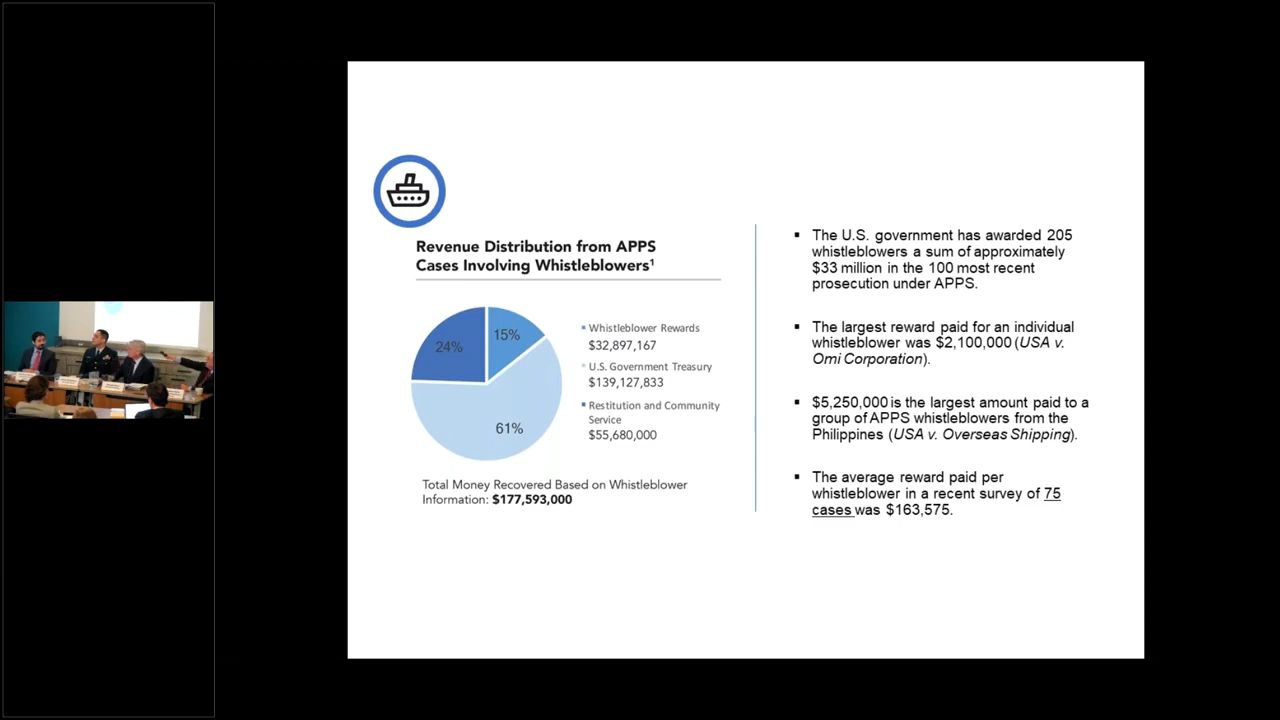 Revenue Distribution from APPS
Cases Involving Whistleblowers¹
24%
15%
61%
Whistleblower Rewards
$32,897,167
U.S. Government Treasury
$139,127,833
Restitution and Community
Service
$55,680,000
Total Money Recovered Based on Whistleblower
Information: $177,593,000
▪ The U.S. government has awarded 205
whistleblowers a sum of approximately
$33 million in the 100 most recent
prosecution under APPS.
▪ The largest reward paid for an individual
whistleblower was $2,100,000 (USA v.
Omi Corporation).
▪ $5,250,000 is the largest amount paid to a
group of APPS whistleblowers from the
Philippines (USA v. Overseas Shipping).
▪ The average reward paid per
whistleblower in a recent survey of 75
cases was $163,575.